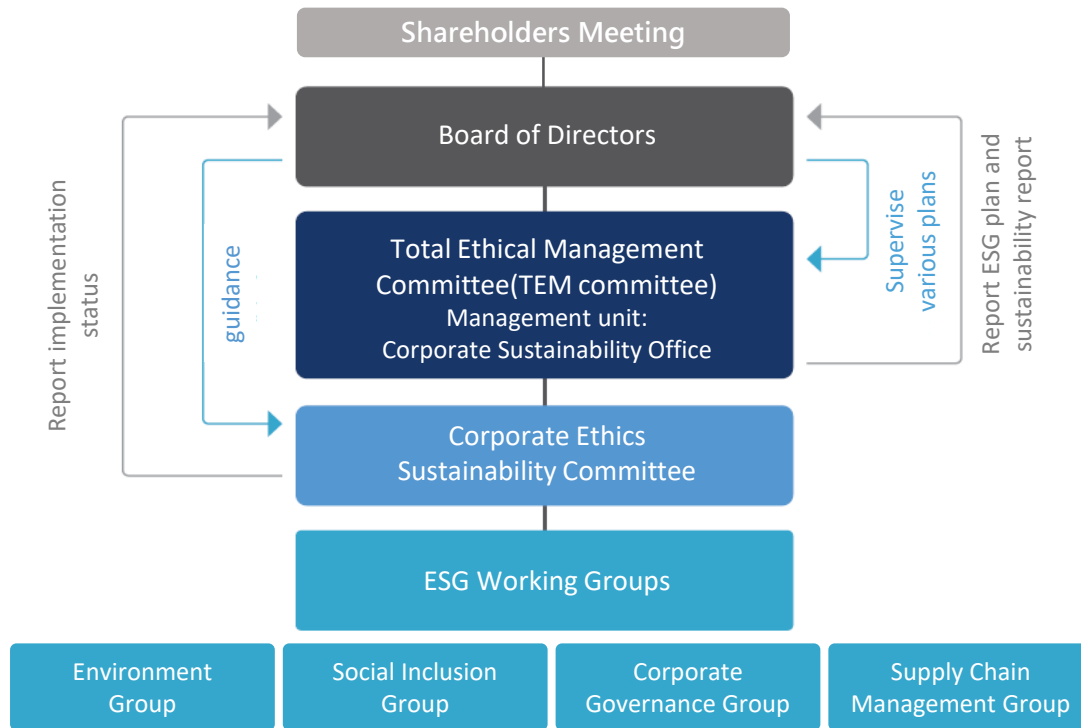 Shareholders Meeting
Board of Directors
Report implementation
status
guidance
Total Ethical Management
Committee(TEM committee)
Management unit:
Corporate Sustainability Office
Supervise
various plans
Report ESG plan and
sustainability report
Corporate Ethics
Sustainability Committee
ESG Working Groups
Environment
Group
Social Inclusion
Group
Corporate
Governance Group
Supply Chain
Management Group